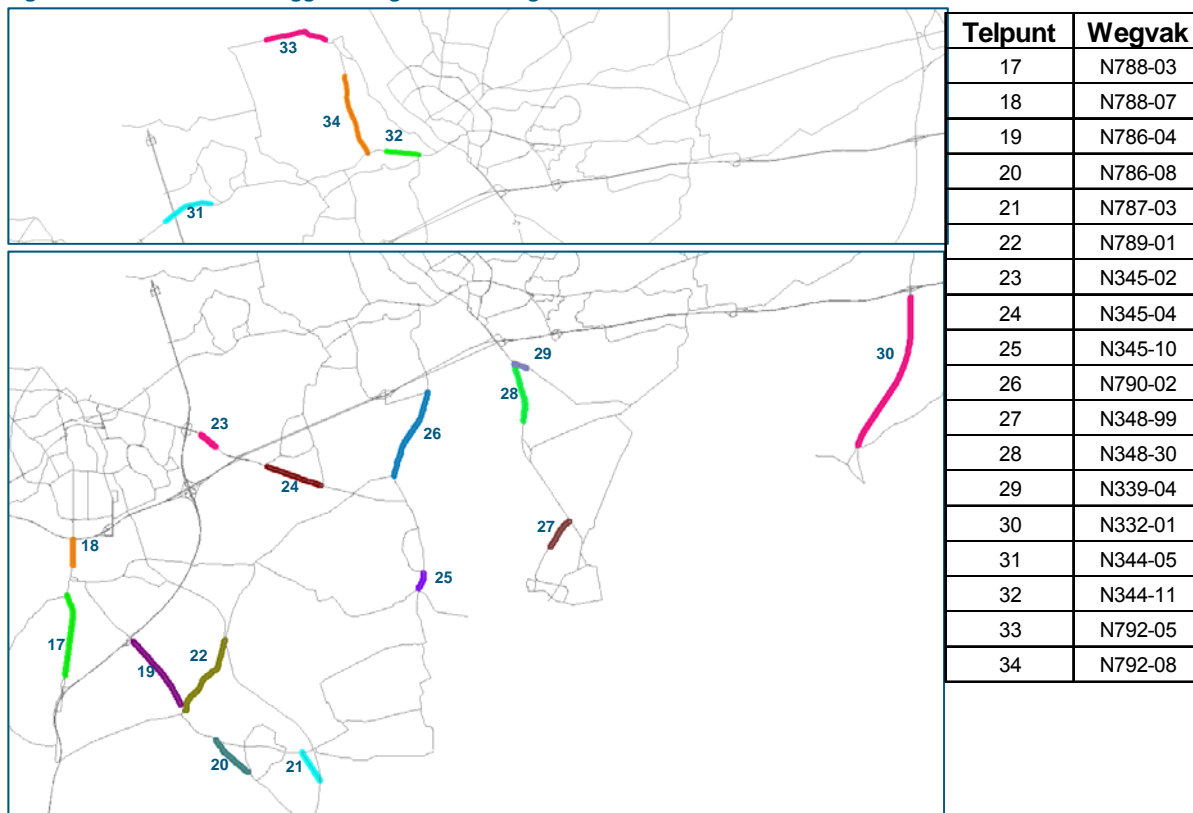 33
34
32
31
23
24
26
29
28
30
27
18
25
17
19
22
20
21
Telpunt Wegvak
17 N788-03
18 N788-07
19 N786-04
20 N786-08
21 N787-03
22 N789-01
23 N345-02
24 N345-04
25 N345-10
26 N790-02
27 N348-99
28 N348-30
29 N339-04
30 N332-01
31 N344-05
32 N344-11
33 N792-05
34 N792-08